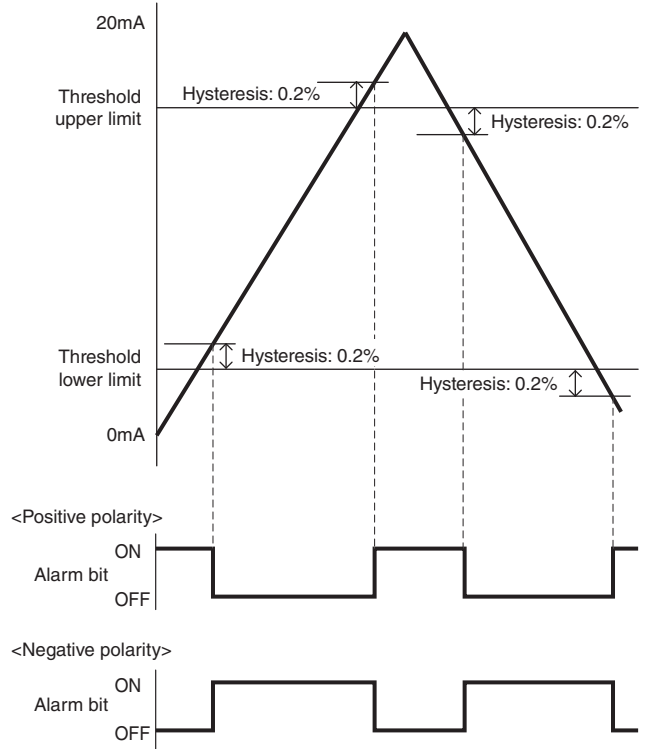 20mA
Hysteresis: 0.2%
Threshold
upper limit
Hysteresis: 0.2%
Threshold
lower limit
Hysteresis: 0.2%
Hysteresis: 0.2%
0mA
<Positive polarity>
ON
Alarm bit
OFF
<Negative polarity>
ON
Alarm bit
OFF